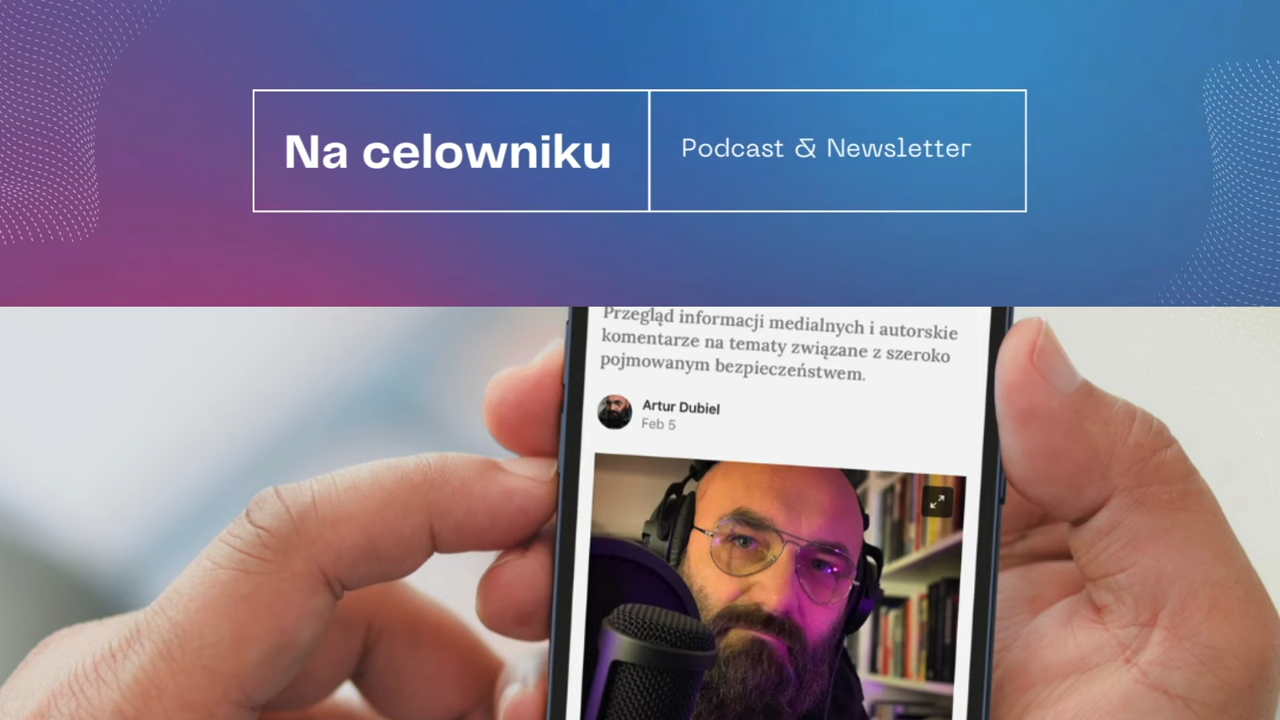 Na celowniku
Podcast & Newsletter
Przegląd informacji medialnych i autorskie
komentarze na tematy związane z szeroko
pojmowanym bezpieczeństwem.
Artur Dubiel
Feb 5